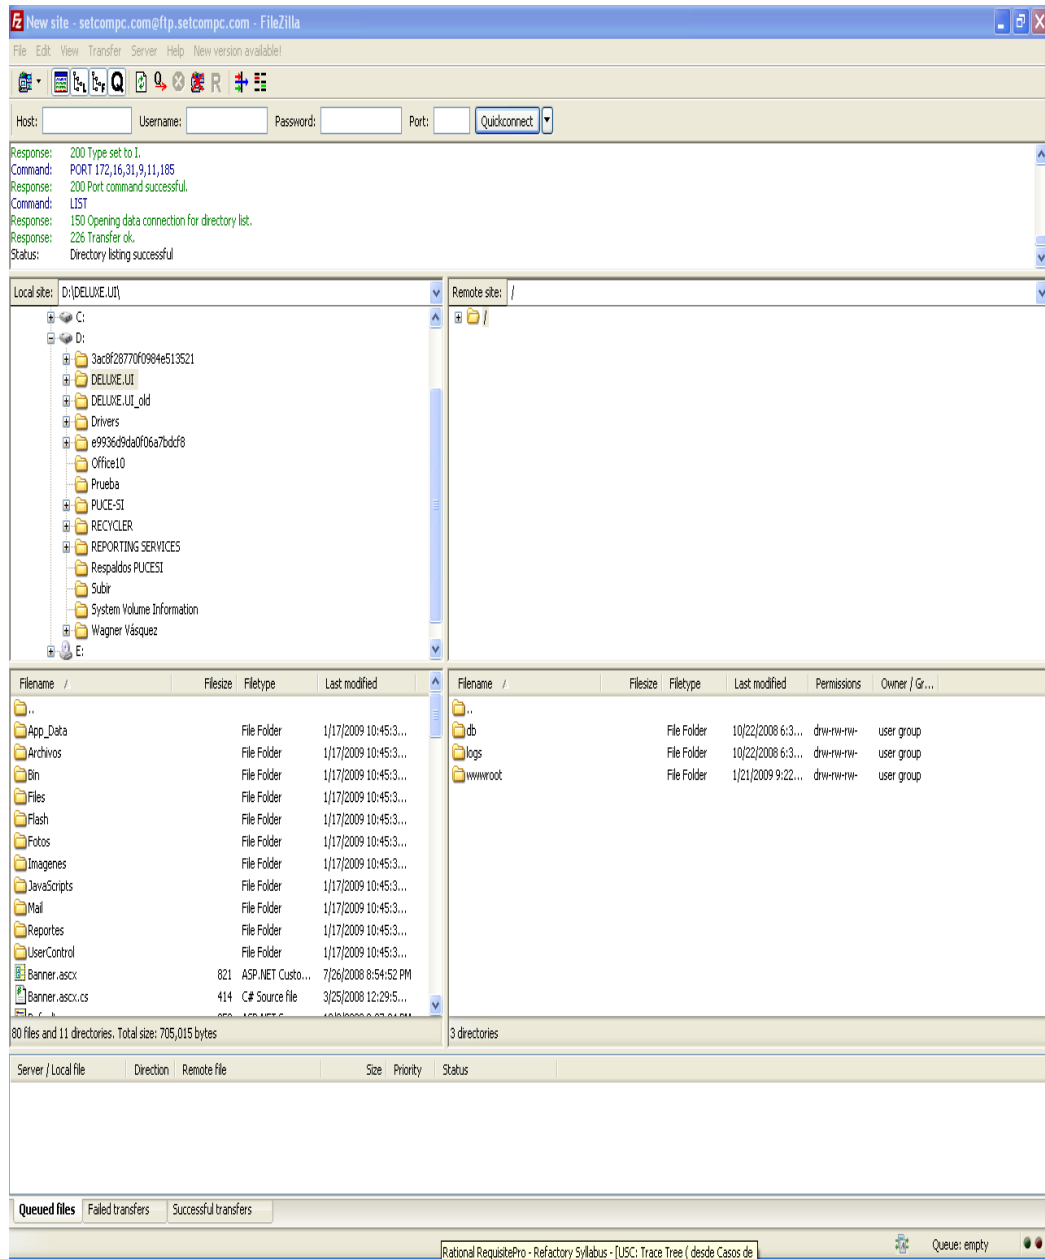 New site - setcompc.com@ftp.setcompc.com - FileZilla
File Edit View Transfer Server Help New version available!
Host: Username: Password: Port: Quickconnect
Response: 200 Type set to I.
Command: PORT 172,16,31,9,11,185
Response: 200 Port command successful.
Command: LIST
Response: 150 Opening data connection for directory list.
Response: 226 Transfer ok.
Status: Directory listing successful
Local site: D:\DELUXE.UI\
C:
D:
3ac8f28770f0984e513521
DELUXE.UI
DELUXE.UI_old
Drivers
e9936d9da0f06a7bdcf8
Office10
Prueba
PUCE-SI
RECYCLER
REPORTING SERVICES
Respaldos PUCESI
Subir
System Volume Information
Wagner Vásquez
E:
Remote site: /
/
Filename / Filesize Filetype Last modified
..
App_Data File Folder 1/17/2009 10:45:3...
Archivos File Folder 1/17/2009 10:45:3...
Bin File Folder 1/17/2009 10:45:3...
Files File Folder 1/17/2009 10:45:3...
Flash File Folder 1/17/2009 10:45:3...
Fotos File Folder 1/17/2009 10:45:3...
Imagenes File Folder 1/17/2009 10:45:3...
JavaScripts File Folder 1/17/2009 10:45:3...
Mail File Folder 1/17/2009 10:45:3...
Reportes File Folder 1/17/2009 10:45:3...
UserControl File Folder 1/17/2009 10:45:3...
Banner.ascx 821 ASP.NET Custo... 7/26/2008 8:54:52 PM
Banner.ascx.cs 414 C# Source file 3/25/2008 12:29:5...
80 files and 11 directories. Total size: 705,015 bytes
Filename / Filesize Filetype Last modified Permissions Owner / Gr...
..
db File Folder 10/22/2008 6:3... drw-rw-rw- user group
logs File Folder 10/22/2008 6:3... drw-rw-rw- user group
wwwroot File Folder 1/21/2009 9:22... drw-rw-rw- user group
3 directories
Server / Local file Direction Remote file Size Priority Status
Queued files Failed transfers Successful transfers
Queue: empty
Rational RequisitePro - Refactory Syllabus - [USC: Trace Tree ( desde Casos de